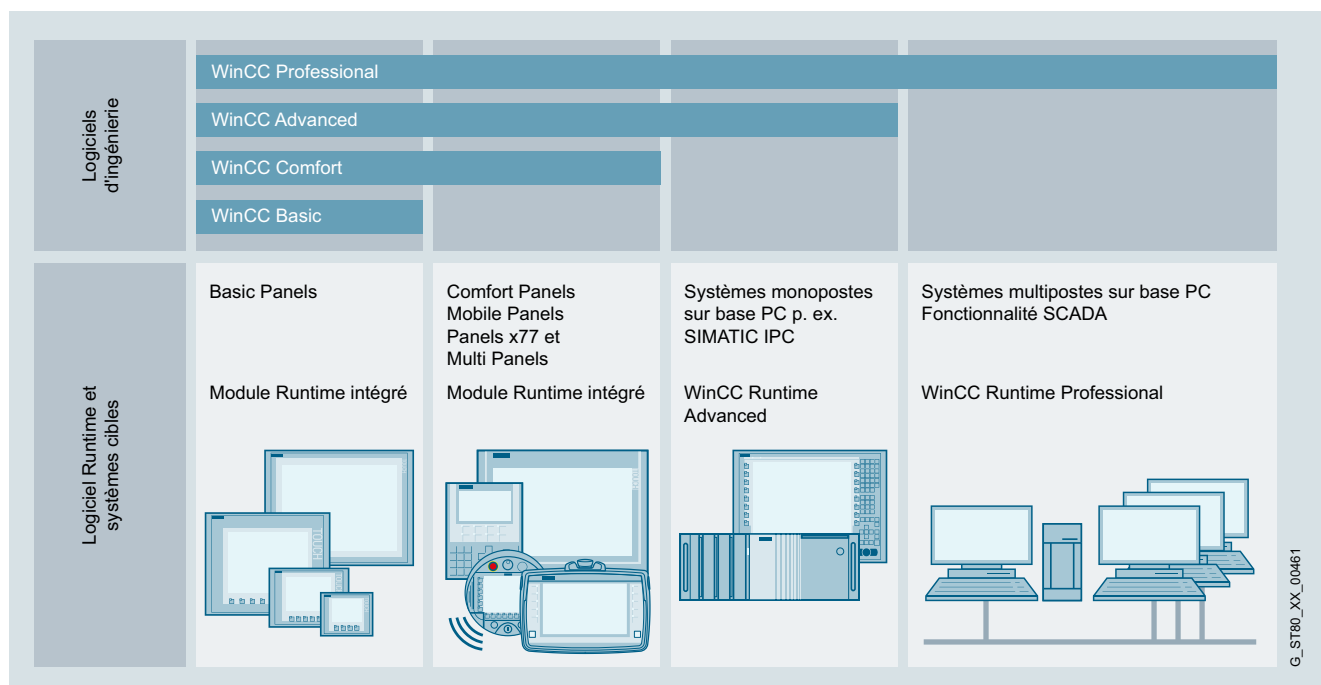 Logiciels
d'ingénierie
WinCC Professional
WinCC Advanced
WinCC Comfort
WinCC Basic
Logiciel Runtime et
systèmes cibles
Basic Panels
Module Runtime intégré
Comfort Panels
Mobile Panels
Panels x77 et
Multi Panels
Module Runtime intégré
Systèmes monopostes
sur base PC p. ex.
SIMATIC IPC
WinCC Runtime
Advanced
Systèmes multipostes sur base PC
Fonctionnalité SCADA
WinCC Runtime Professional
TOUCH
G_ST80_XX_00461